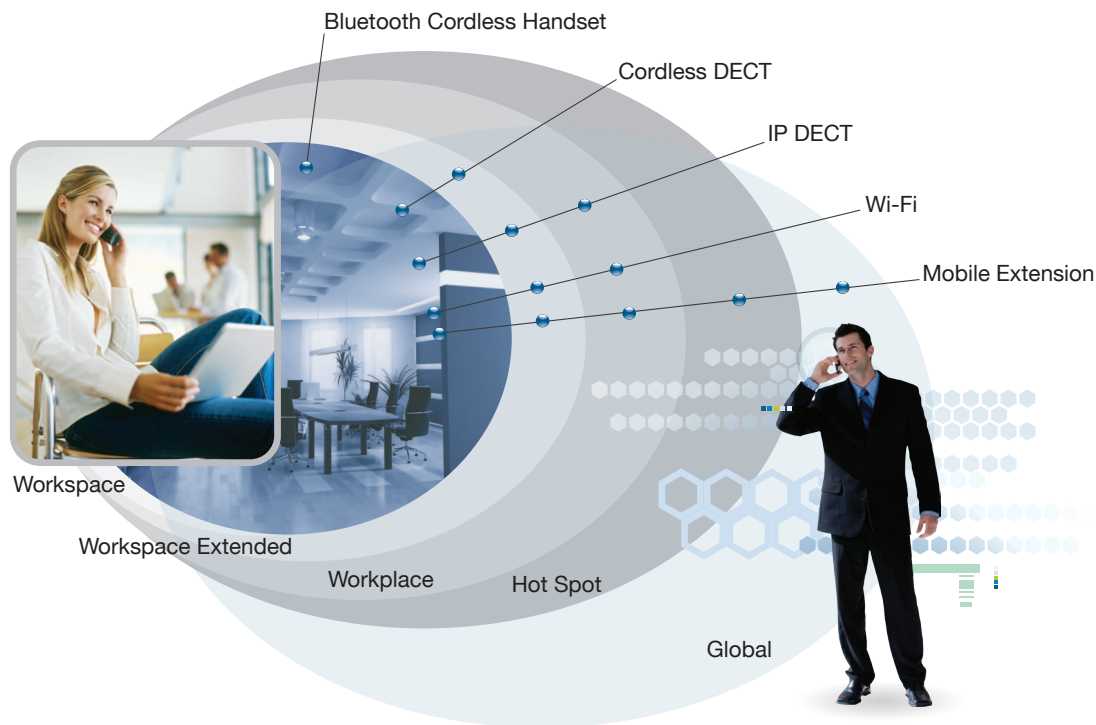 Bluetooth Cordless Handset
Cordless DECT
IP DECT
Wi-Fi
Mobile Extension
Workspace
Workspace Extended
Workplace
Hot Spot
Global